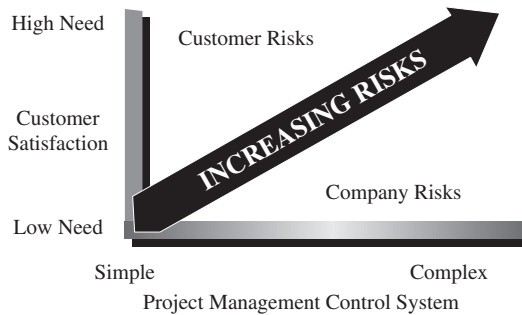 High Need
Customer Risks
Customer
Satisfaction
INCREASING RISKS
Company Risks
Low Need
Simple
Complex
Project Management Control System